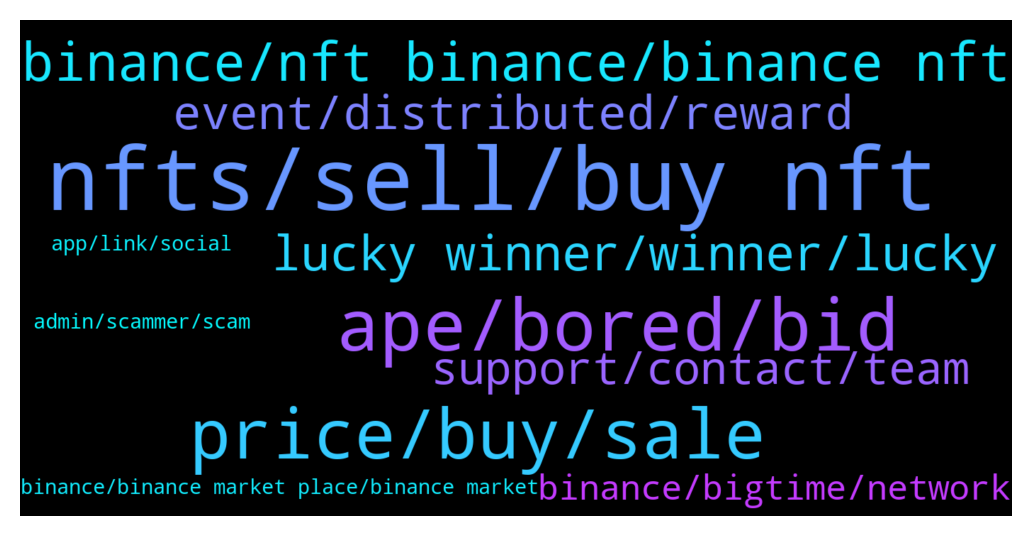 binance/nft binance/binance nft
event/distributed/reward
nfts/sell/buy nft
app/link/social
lucky winner/winner/lucky
admin/scammer/scam
ape/bored/bid
support/contact/team
price/buy/sale
binance/binance market place/binance market
binance/bigtime/network